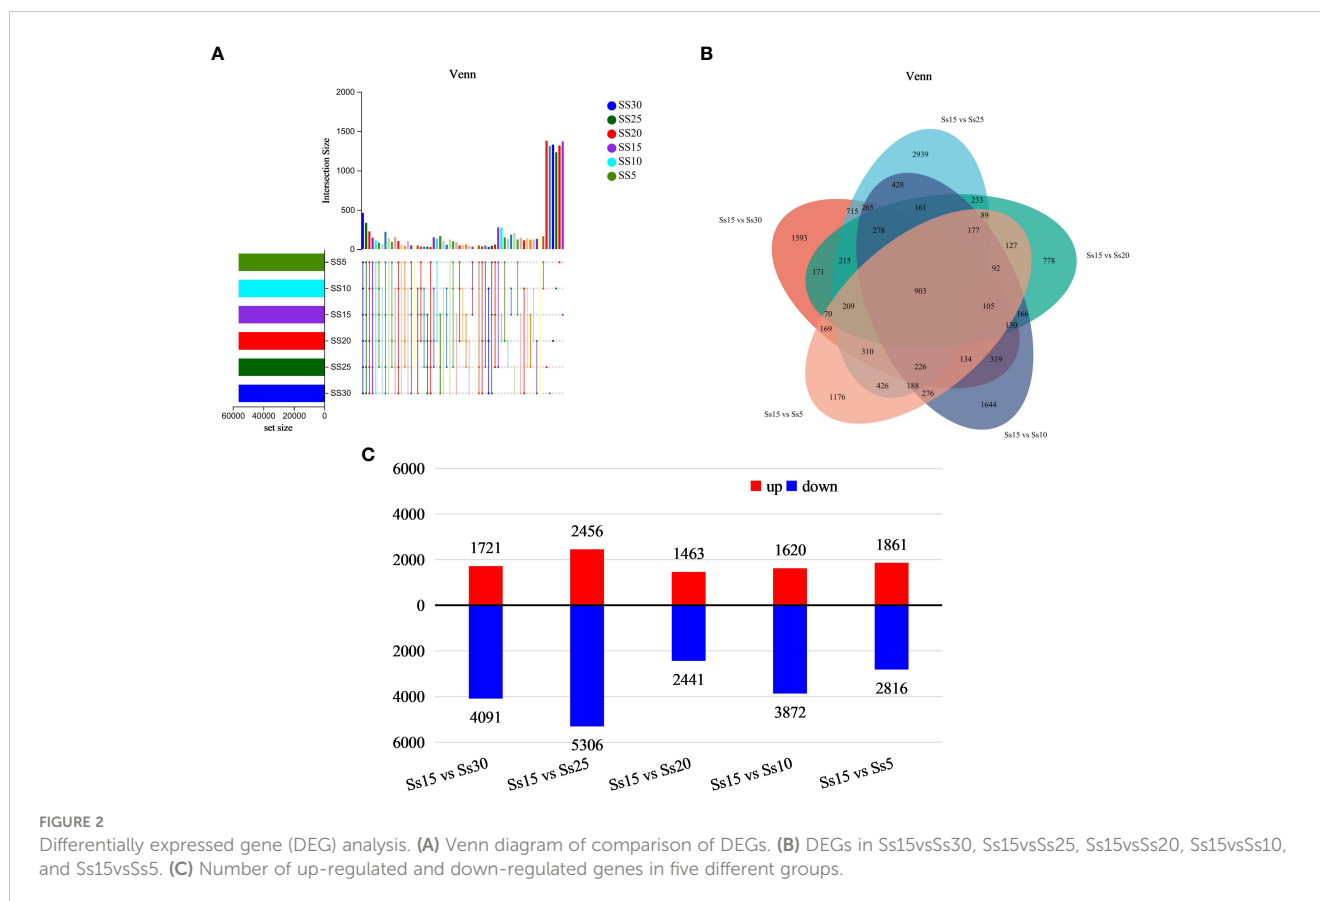 A
Venn
2000
1500
1000
500
0
Intersection Size
SS30
SS25
SS20
SS15
SS10
SS5
SS5
SS10
SS15
SS20
SS25
SS30
60000 40000 20000 0
set size
B
Venn
Ss15 vs Ss25
2939
428
233
715 265 161 89
Ss15 vs Ss30
1593 278 177 127
Ss15 vs Ss20
171 215 92 778
903
70 209 105 166
169 130
310 134 319
226
426 188 276
1176 1644
Ss15 vs Ss5
Ss15 vs Ss10
C
6000
4000
2000
0
2000
4000
6000
up down
1721 2456 1463 1620 1861
4091 5306 2441 3872 2816
Ss15 vs Ss30 Ss15 vs Ss25 Ss15 vs Ss20 Ss15 vs Ss10 Ss15 vs Ss5
FIGURE 2
Differentially expressed gene (DEG) analysis. (A) Venn diagram of comparison of DEGs. (B) DEGs in Ss15vsSs30, Ss15vsSs25, Ss15vsSs20, Ss15vsSs10,
and Ss15vsSs5. (C) Number of up-regulated and down-regulated genes in five different groups.